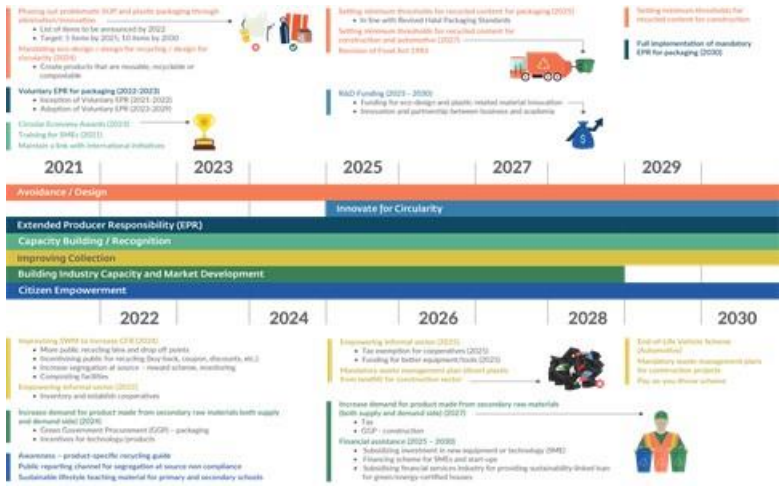 Phasing out problematic SUP and plastic packaging through
elimination/innovation
• List of items to be announced by 2022
• Target: 5 items by 2025; 10 items by 2030
Mandating eco-design – design for recycling / design for
circularity (2024)
• Create products that are reusable, recyclable or
compostable
Voluntary EPR for packaging (2022-2023)
• Inception of Voluntary EPR (2021-2022)
• Adoption of Voluntary EPR (2023-2025)
Circular Economy Awards (2023)
Training for SMEs (2021)
Maintain a link with international initiatives
Setting minimum thresholds for recycled content for packaging (2025)
• In line with Revised Halal Packaging Standards
Setting minimum thresholds for recycled content for
construction and automotive (2027)
Revision of Food Act 1983
R&D Funding (2025 - 2030)
• Funding for eco-design and plastic related material innovation
• Innovation and partnership between business and academia
Setting minimum thresholds for
recycled content for construction
Full implementation of mandatory
EPR for packaging (2030)
2021
2023
2025
2027
2029
Avoidance / Design
Innovate for Circularity
Extended Producer Responsibility (EPR)
Capacity Building / Recognition
Improving Collection
Building Industry Capacity and Market Development
Citizen Empowerment
2022
2024
2026
2028
2030
Improving SWM to increase CFR (2024)
• More public recycling bins and drop off points
• Incentivising public for recycling (buy back, coupon, discounts, etc.)
• Increase segregation at source - reward scheme, monitoring
• Composting facilities
Empowering informal sector (2022)
• Inventory and establish cooperatives
Increase demand for product made from secondary raw materials (both supply
and demand side) (2024)
• Green Government Procurement (GGP) - packaging
• Incentives for technology/products
Awareness – product-specific recycling guide
Public reporting channel for segregation at source non compliance
Sustainable lifestyle teaching material for primary and secondary schools
Empowering informal sector (2025)
• Tax exemption for cooperatives (2025)
• Funding for better equipment/tools (2025)
Mandatory waste management plan (divert plastics
from landfill) for construction sector
Increase demand for product made from secondary raw materials
(both supply and demand side) (2027)
• Tax
• GGP - construction
Financial assistance (2025 – 2030)
• Subsidising investment in new equipment or technology (SME)
• Financing scheme for SMEs and start-ups
• Subsidising financial services industry for providing sustainability-linked loan
for green/energy-certified houses
End-of-Life Vehicle Scheme
(Automotive)
Mandatory waste management plans
for construction projects
Pay as you throw scheme